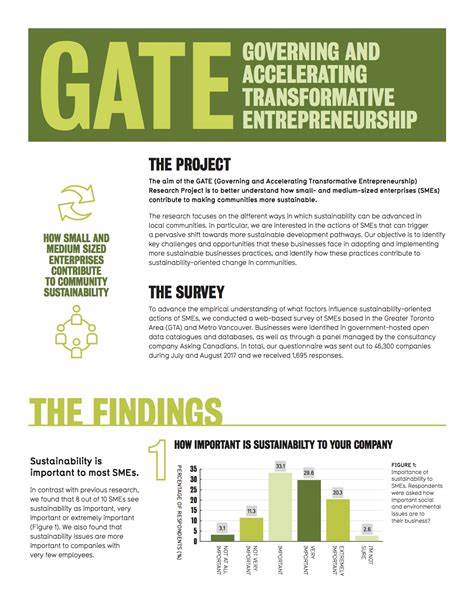 GATE
GOVERNING AND
ACCELERATING
TRANSFORMATIVE
ENTREPRENEURSHIP
HOW SMALL AND
MEDIUM SIZED
ENTERPRISES
CONTRIBUTE
TO COMMUNITY
SUSTAINABILITY
THE PROJECT
The aim of the GATE (Governing and Accelerating Transformative Entrepreneurship)
Research Project is to better understand how small- and medium-sized enterprises (SMEs)
contribute to making communities more sustainable.
The research focuses on the different ways in which sustainability can be advanced in
local communities. In particular, we are interested in the actions of SMEs that can trigger
a pervasive shift towards more sustainable development pathways. Our objective is to identify
key challenges and opportunities that these businesses face in adopting and implementing
more sustainable businesses practices, and identify how these practices contribute to
sustainability-oriented change in communities.
THE SURVEY
To advance the empirical understanding of what factors influence sustainability-oriented
actions of SMEs, we conducted a web-based survey of SMEs based in the Greater Toronto
Area (GTA) and Metro Vancouver. Businesses were identified in government-hosted open
data catalogues and databases, as well as through a panel managed by the consultancy
company Asking Canadians. In total, our questionnaire was sent out to 46,300 companies
during July and August 2017 and we received 1,695 responses.
THE FINDINGS
Sustainability is
important to most SMEs.
In contrast with previous research,
we found that 8 out of 10 SMEs see
sustainability as important, very
important or extremely important
(Figure 1). We also found that
sustainability issues are more
important to companies with
very few employees.
1
HOW IMPORTANT IS SUSTAINABILTY TO YOUR COMPANY
PERCENTAGE OF RESPONDENTS (%)
35
30
25
20
15
10
5
0
3.1
11.3
33.1
29.8
20.3
2.6
NOT AT ALL
IMPORTANT
NOT VERY
IMPORTANT
IMPORTANT
VERY
IMPORTANT
EXTREMELY
IMPORTANT
I'M NOT
SURE
FIGURE 1:
Importance of
sustainability to
SMEs. Respondents
were asked how
important social
and environmental
issues are to
their business?